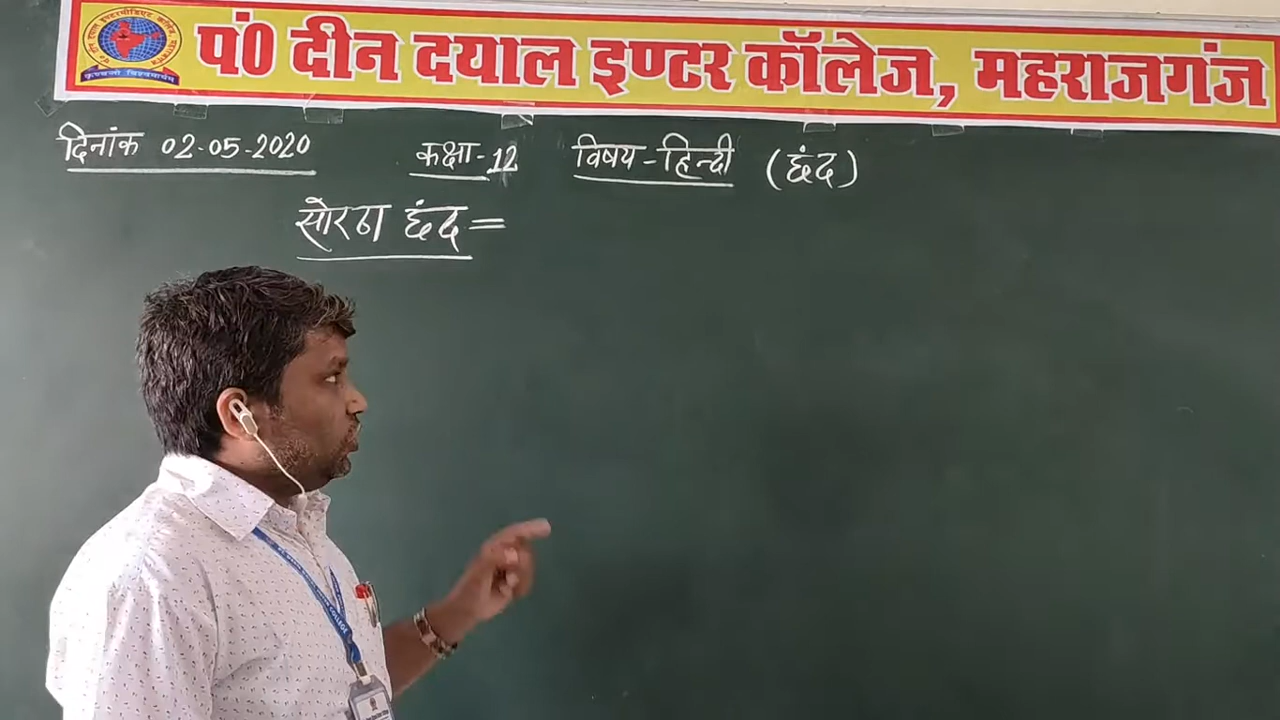 पं0 दीन दयाल इण्टर कॉलेज, महराजगंज
दिनांक 02-05-2020 कक्षा-12 विषय-हिन्दी (छंद)
सोरठा छंद=